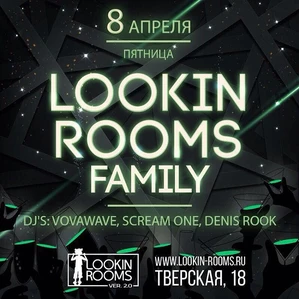 8 АПРЕЛЯ
ПЯТНИЦА
LOOKIN
ROOMS
FAMILY
DJ'S: VOVAWAVE, SCREAM ONE, DENIS ROOK
LOOKIN
ROOMS
VER. 2.0
WWW.LOOKIN-ROOMS.RU
ТВЕРСКАЯ, 18